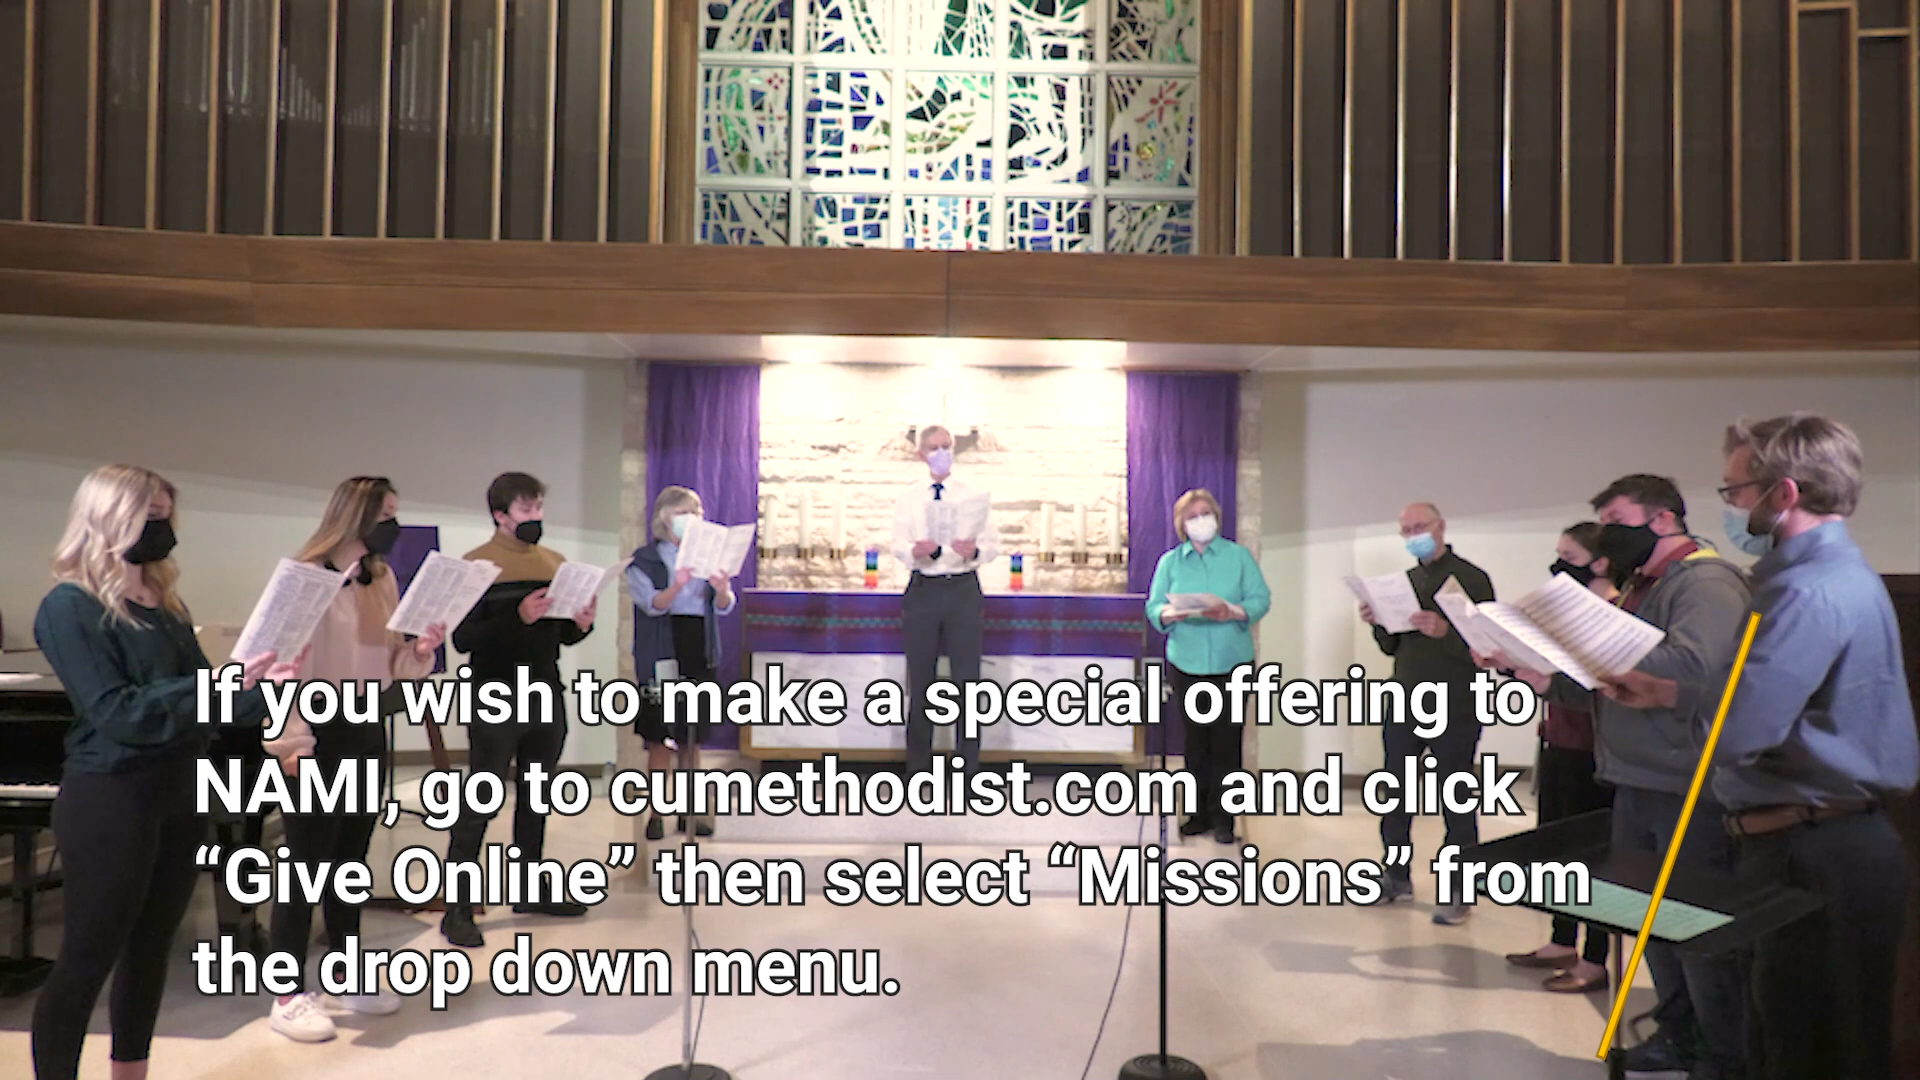 If you wish to make a special offering to
NAMI, go to cumethodist.com and click
“Give Online” then select “Missions” from
the drop down menu.